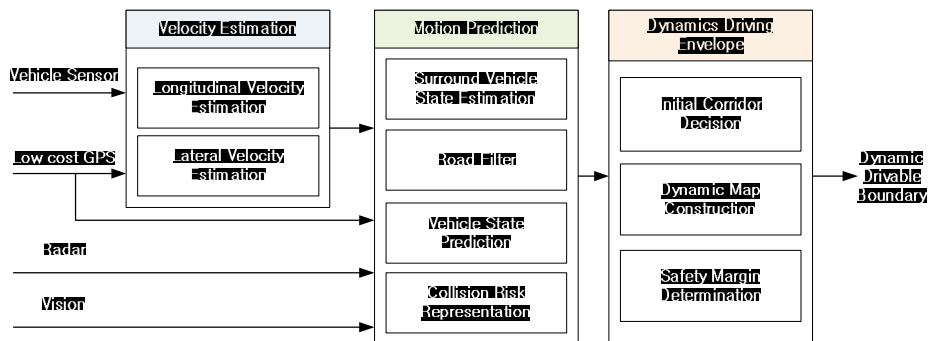 Velocity Estimation
Motion Prediction
Dynamics Driving
Envelope
Vehicle Sensor
Low cost GPS
Radar
Vision
Longitudinal Velocity
Estimation
Lateral Velocity
Estimation
Surround Vehicle
State Estimation
Road Filter
Vehicle State
Prediction
Collision Risk
Representation
Initial Corridor
Decision
Dynamic Map
Construction
Safety Margin
Determination
Dynamic
Drivable
Boundary